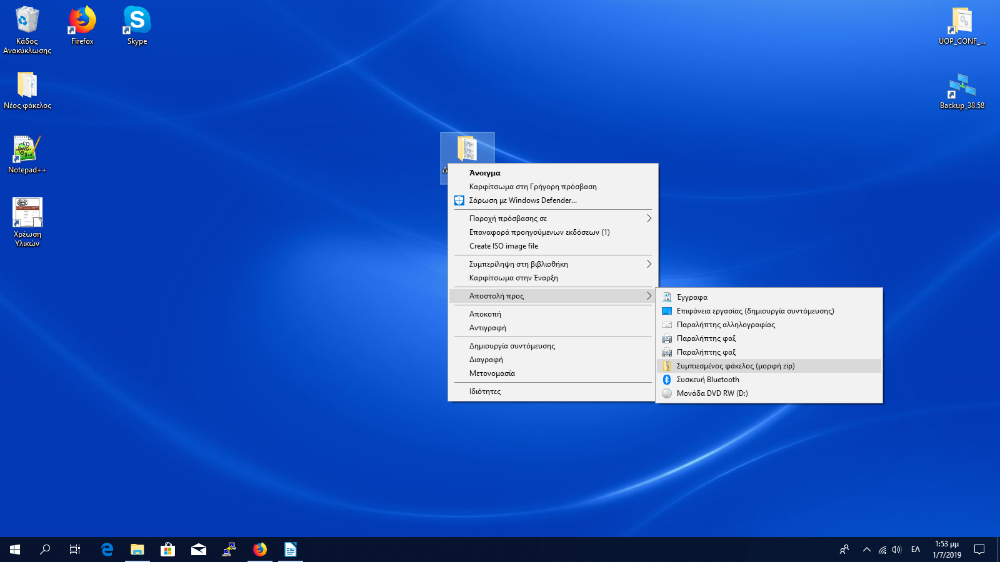 Κάδος
Ανακύκλωσης
Firefox
Skype
UOP_CONF_...
Νέος φάκελος
Backup_38.58
Notepad++
Χρέωση
Υλικών
Άνοιγμα
Καρφίτσωμα στη Γρήγορη πρόσβαση
Σάρωση με Windows Defender...
Παροχή πρόσβασης σε
Επαναφορά προηγούμενων εκδόσεων (1)
Create ISO image file
Συμπερίληψη στη βιβλιοθήκη
Καρφίτσωμα στην Έναρξη
Αποστολή προς
Αποκοπή
Αντιγραφή
Δημιουργία συντόμευσης
Διαγραφή
Μετονομασία
Ιδιότητες
Έγγραφα
Επιφάνεια εργασίας (δημιουργία συντόμευσης)
Παραλήπτης αλληλογραφίας
Παραλήπτης φαξ
Παραλήπτης φαξ
Συμπιεσμένος φάκελος (μορφή zip)
Συσκευή Bluetooth
Μονάδα DVD RW (D:)
ΕΛ
1:53 μμ
1/7/2019